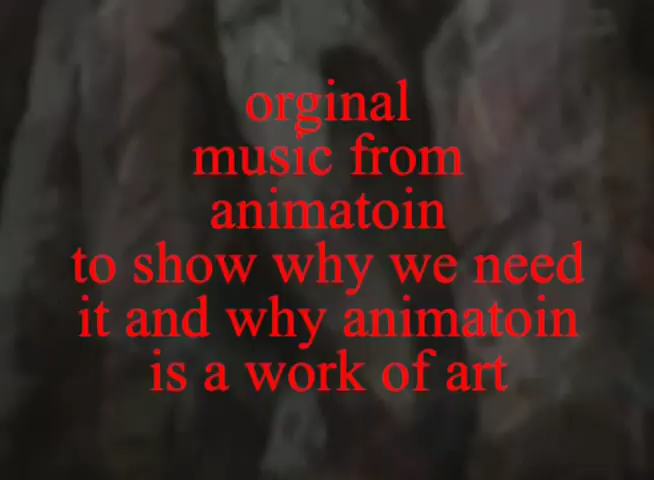 orginal
music from
animatoin
to show why we need
it and why animatoin
is a work of art